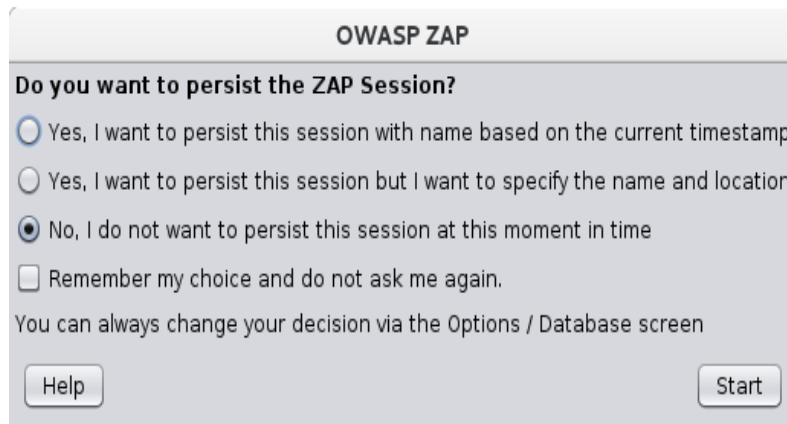 OWASP ZAP
Do you want to persist the ZAP Session?
Yes, I want to persist this session with name based on the current timestamp
Yes, I want to persist this session but I want to specify the name and location
No, I do not want to persist this session at this moment in time
Remember my choice and do not ask me again.
You can always change your decision via the Options / Database screen
Help
Start